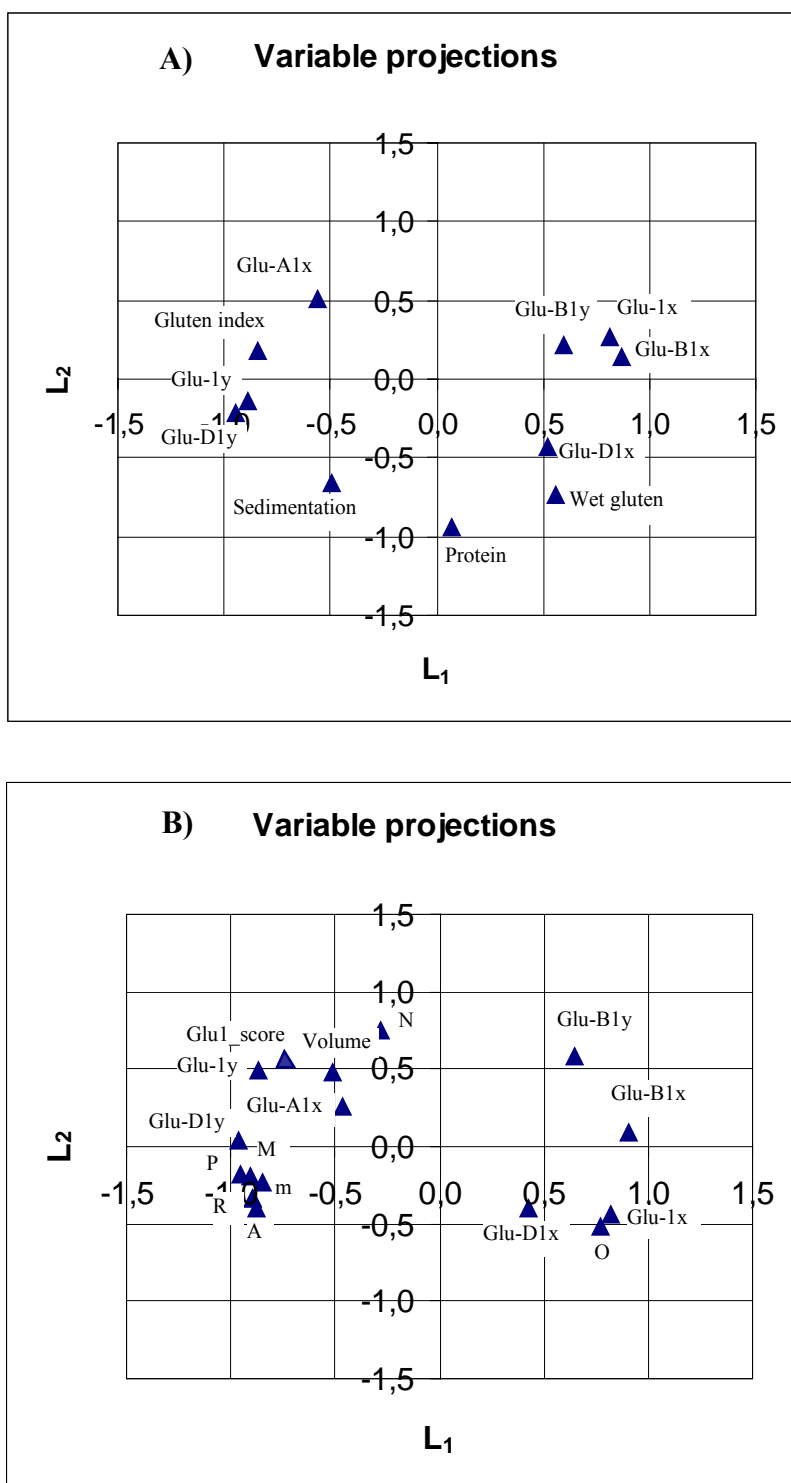 A) Variable projections
1,5
1,0
Glu-A1x
0,5
Glu-B1y
Glu-1x
Gluten index
Glu-B1x
L2
0,0
Glu-1y
-1,5
-1,0
-0,5
0,0
0,5
1,0
1,5
Glu-D1y
-0,5
Glu-D1x
Sedimentation
Wet gluten
-1,0
Protein
-1,5
L1
B) Variable projections
1,5
1,0
N
Glu-B1y
Glu1_score
Volume
Glu-1y
0,5
Glu-A1x
Glu-B1x
Glu-D1y
L2
0,0
P
M
-1,5
-1,0
-0,5
0,0
0,5
1,0
1,5
m
R
A
-0,5
Glu-D1x
Glu-1x
O
-1,0
-1,5
L1